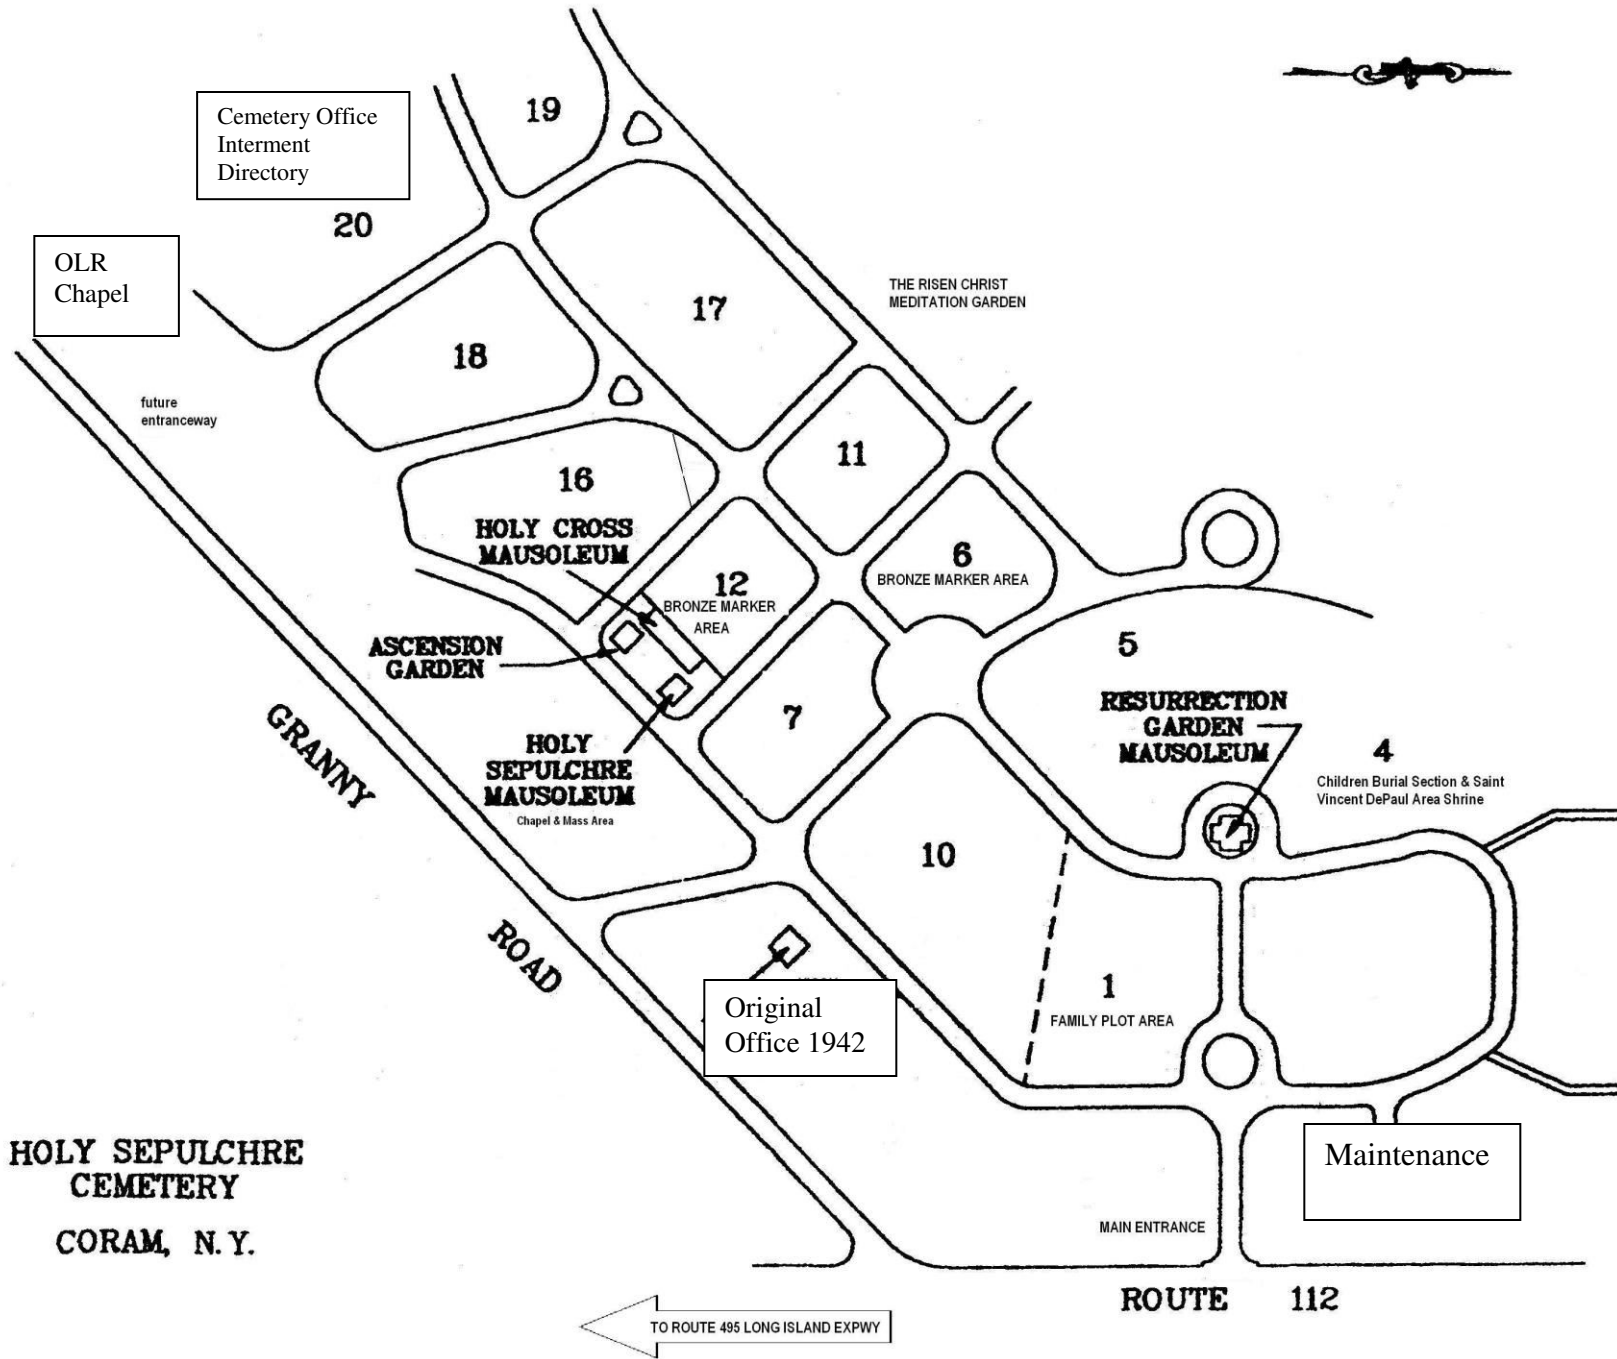 19
Cemetery Office
Interment
Directory
20
OLR
Chapel
THE RISEN CHRIST
MEDITATION GARDEN
17
18
future
entranceway
11
16
HOLY CROSS
MAUSOLEUM
6
BRONZE MARKER AREA
12
BRONZE MARKER
AREA
ASCENSION
GARDEN
5
7
RESURRECTION
GARDEN
MAUSOLEUM
4
Children Burial Section & Saint
Vincent DePaul Area Shrine
HOLY
SEPULCHRE
MAUSOLEUM
Chapel & Mass Area
GRANNY
ROAD
10
Original
Office 1942
1
FAMILY PLOT AREA
Maintenance
HOLY SEPULCHRE
CEMETERY
CORAM, N.Y.
MAIN ENTRANCE
ROUTE 112
TO ROUTE 495 LONG ISLAND EXPWY